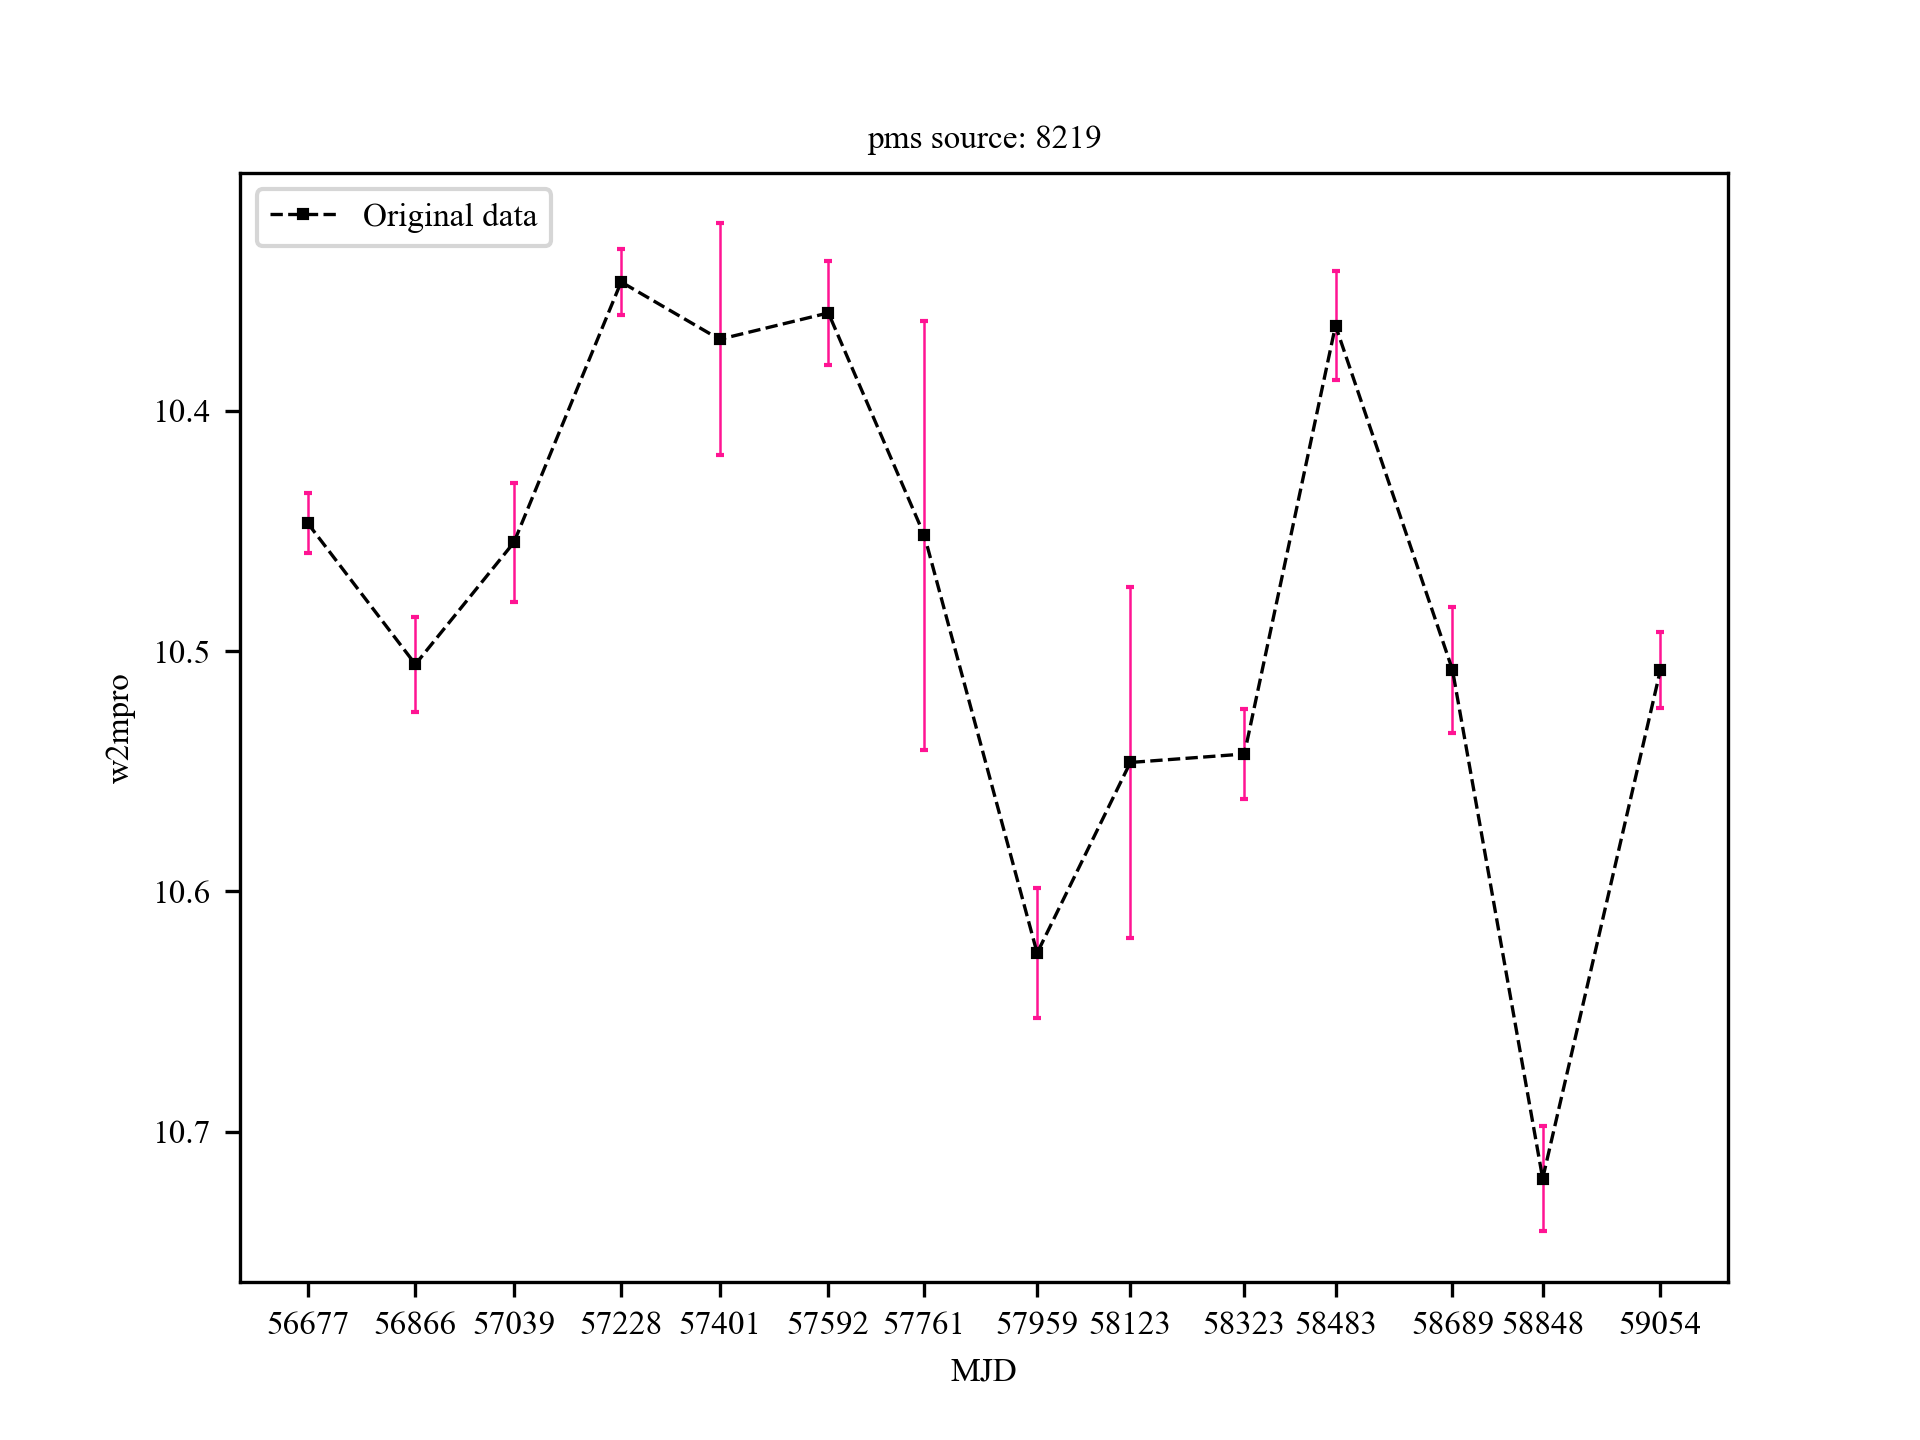 pms source: 8219
Original data
10.4
10.5
10.6
10.7
w2mpro
56677 56866 57039 57228 57401 57592 57761 57959 58123 58323 58483 58689 58848 59054
MJD